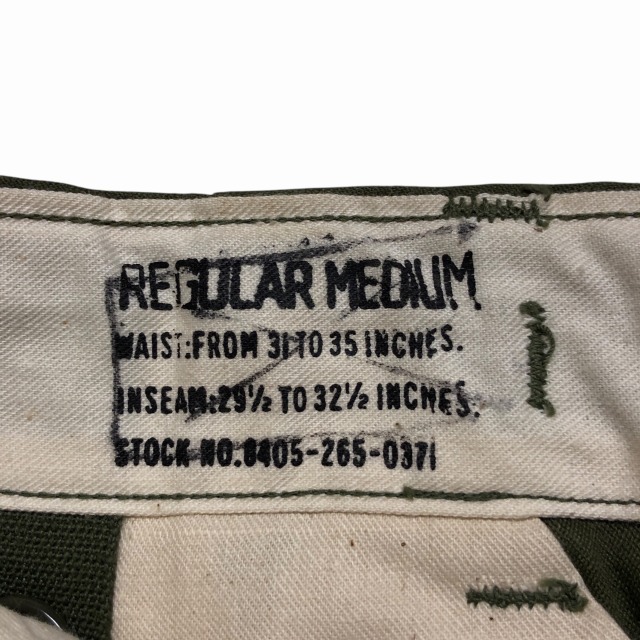 REGULAR MEDIUM
WAIST: FROM 31 TO 35 INCHES.
INSEAM: 29½ TO 32½ INCHES.
STOCK NO. 8405-265-0371